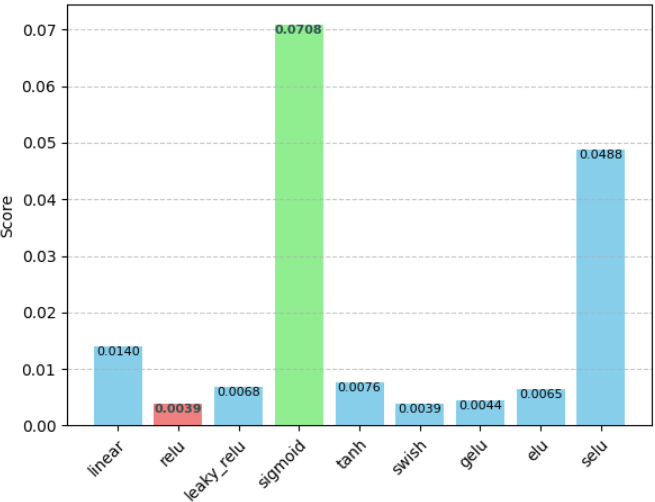 Score
0.07
0.06
0.05
0.04
0.03
0.02
0.01
0.00
0.0140
0.0039
0.0068
0.0708
0.0076
0.0039
0.0044
0.0065
0.0488
linear
relu
leaky_relu
sigmoid
tanh
swish
gelu
elu
selu